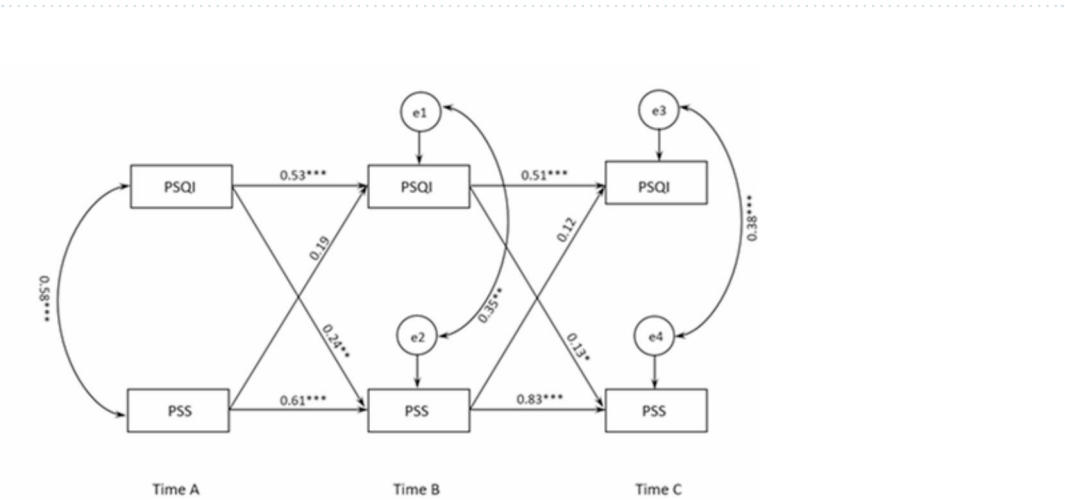 e1
e3
PSQI
0.53***
PSQI
0.51***
PSQI
0.58***
0.19
0.24**
0.35**
0.12
0.13*
0.38***
e2
e4
PSS
0.61***
PSS
0.83***
PSS
Time A
Time B
Time C